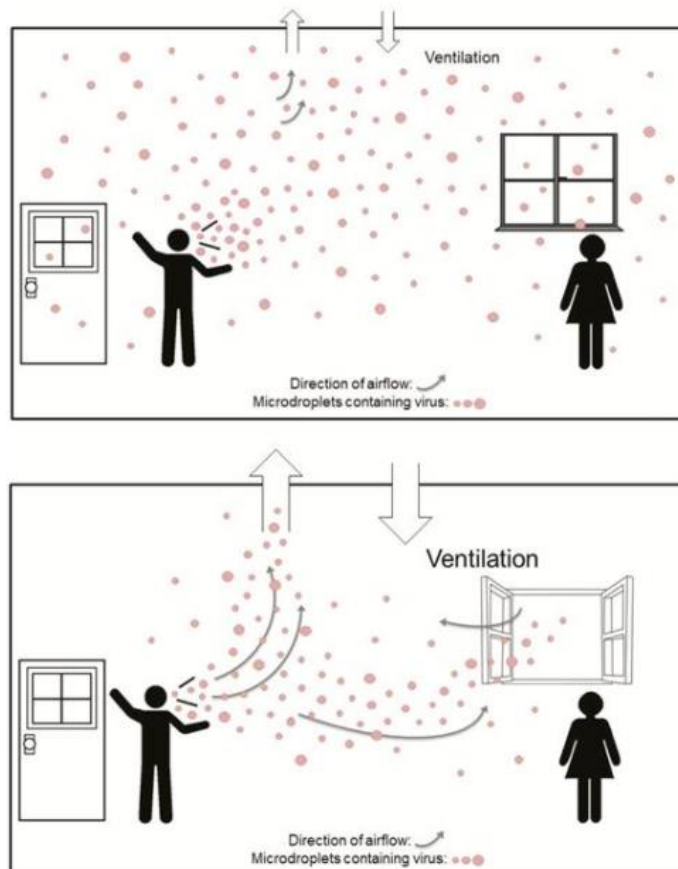 Ventilation
Direction of airflow:
Microdroplets containing virus:
Ventilation
Direction of airflow:
Microdroplets containing virus: